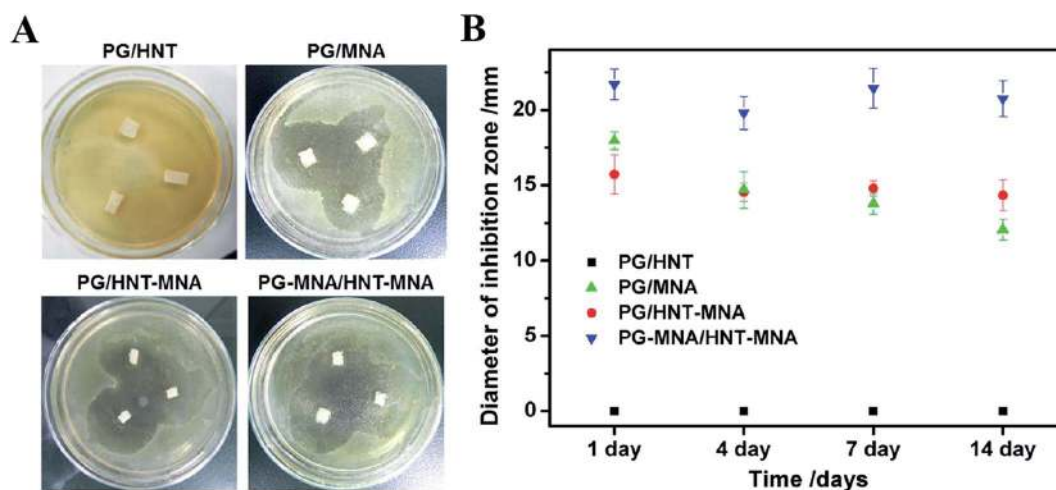 A
PG/HNT
PG/MNA
PG/HNT-MNA
PG-MNA/HNT-MNA
B
Diameter of inhibition zone /mm
20
15
10
5
0
PG/HNT
PG/MNA
PG/HNT-MNA
PG-MNA/HNT-MNA
1 day
4 day
7 day
14 day
Time /days